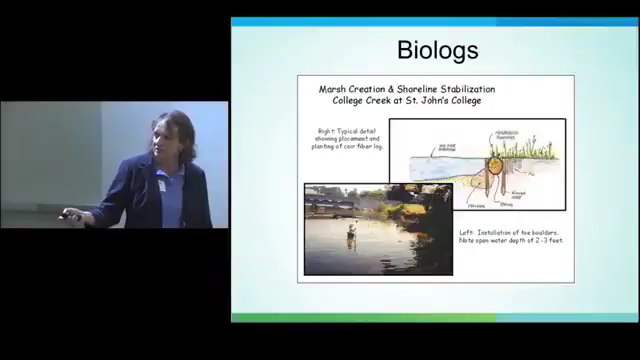 Biologs
Marsh Creation & Shoreline Stabilization
College Creek at St. John's College
Right: Typical detail
showing placement and
planting of coir fiber log.
Left: Installation of toe boulders.
Note open water depth of 2 -3 feet.